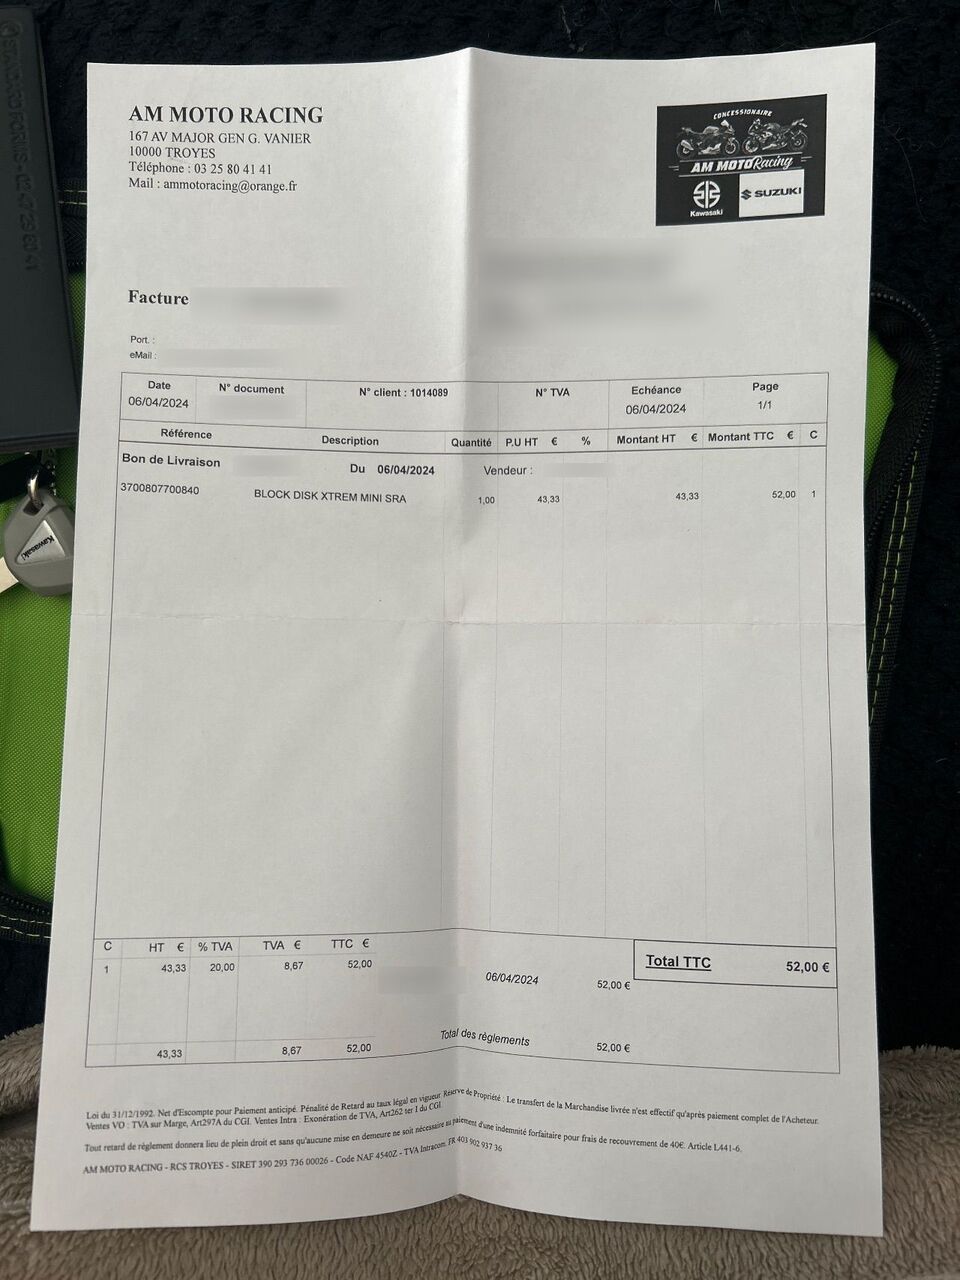 AM MOTO RACING
167 AV MAJOR GEN G. VANIER
10000 TROYES
Téléphone : 03 25 80 41 41
Mail : ammotoracing@orange.fr
CONCESSIONAIRE
AM MOTO Racing
Kawasaki
SUZUKI
Facture
Port. :
eMail :
Date N° document N° client : 1014089 N° TVA Echéance Page
06/04/2024 06/04/2024 1/1
Référence Description Quantité P.U HT € % Montant HT € Montant TTC € C
Bon de Livraison Du 06/04/2024 Vendeur :
3700807700840 BLOCK DISK XTREM MINI SRA 1,00 43,33 43,33 52,00 1
C HT € % TVA TVA € TTC €
1 43,33 20,00 8,67 52,00
06/04/2024 52,00 €
Total TTC 52,00 €
Total des règlements 52,00 €
43,33 8,67 52,00
Loi du 31/12/1992. Net d'Escompte pour Paiement anticipé. Pénalité de Retard au taux légal en vigueur. Réserve de Propriété : Le transfert de la Marchandise livrée n'est effectif qu'après paiement complet de l'Acheteur.
Ventes VO : TVA sur Marge, Art297A du CGI. Ventes Intra : Exonération de TVA, Art262 ter I du CGI.
Tout retard de règlement donnera lieu de plein droit et sans qu'aucune mise en demeure ne soit nécessaire au paiement d'une indemnité forfaitaire pour frais de recouvrement de 40€. Article L441-6.
AM MOTO RACING - RCS TROYES - SIRET 390 293 736 00026 - Code NAF 4540Z - TVA Intracom. FR 403 902 937 36
Kawasaki